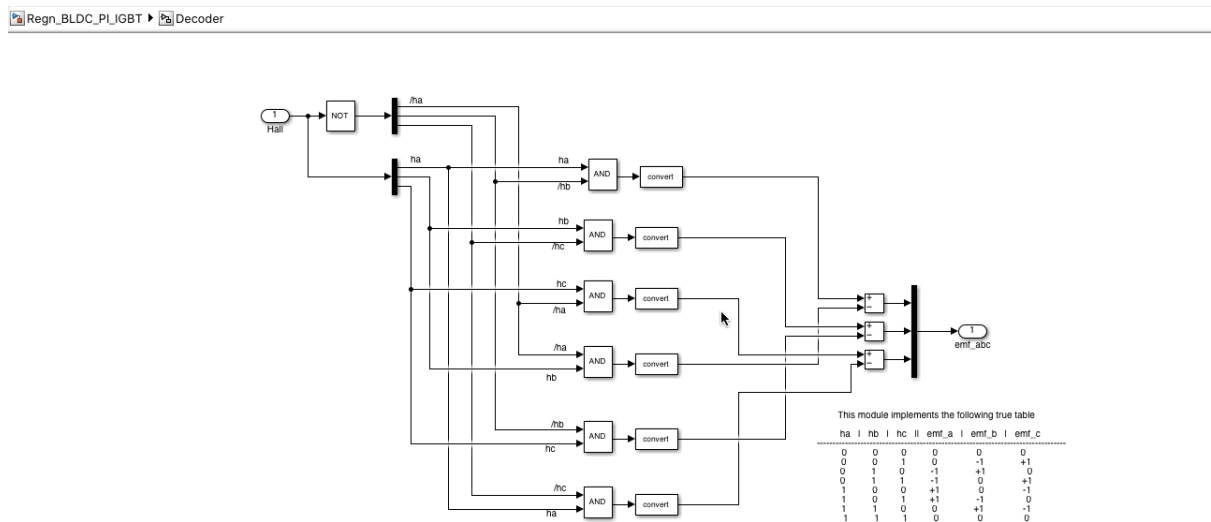 Regn_BLDC_PI_IGBT Decoder
/ha
1
NOT
Hall
ha
ha
AND
convert
/hb
hb
AND
convert
/hc
hc
AND
convert
/ha
+
−
+
−
1
emf_abc
+
−
/ha
AND
convert
hb
/hb
AND
convert
hc
/hc
AND
convert
ha
This module implements the following true table
ha | hb | hc || emf_a | emf_b | emf_c
0 0 0 0 0 0
0 0 1 0 -1 +1
0 1 0 -1 +1 0
0 1 1 -1 0 +1
1 0 0 +1 0 -1
1 0 1 +1 -1 0
1 1 0 0 +1 -1
1 1 1 0 0 0